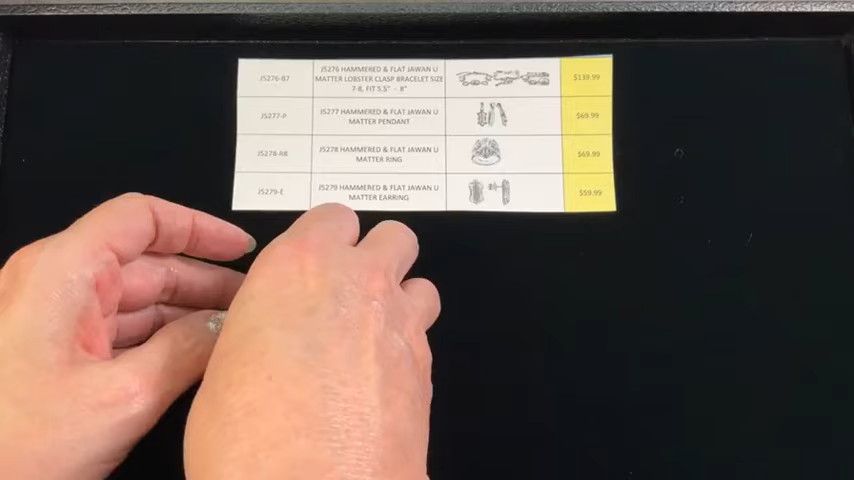 JS276-B7
JS276 HAMMERED & FLAT JAWAN U
MATTER LOBSTER CLASP BRACELET SIZE
7-8, FIT 5.5" - 8"
$139.99
JS277-P
JS277 HAMMERED & FLAT JAWAN U
MATTER PENDANT
$69.99
JS278-R8
JS278 HAMMERED & FLAT JAWAN U
MATTER RING
$69.99
JS279-E
JS279 HAMMERED & FLAT JAWAN U
MATTER EARRING
$59.99